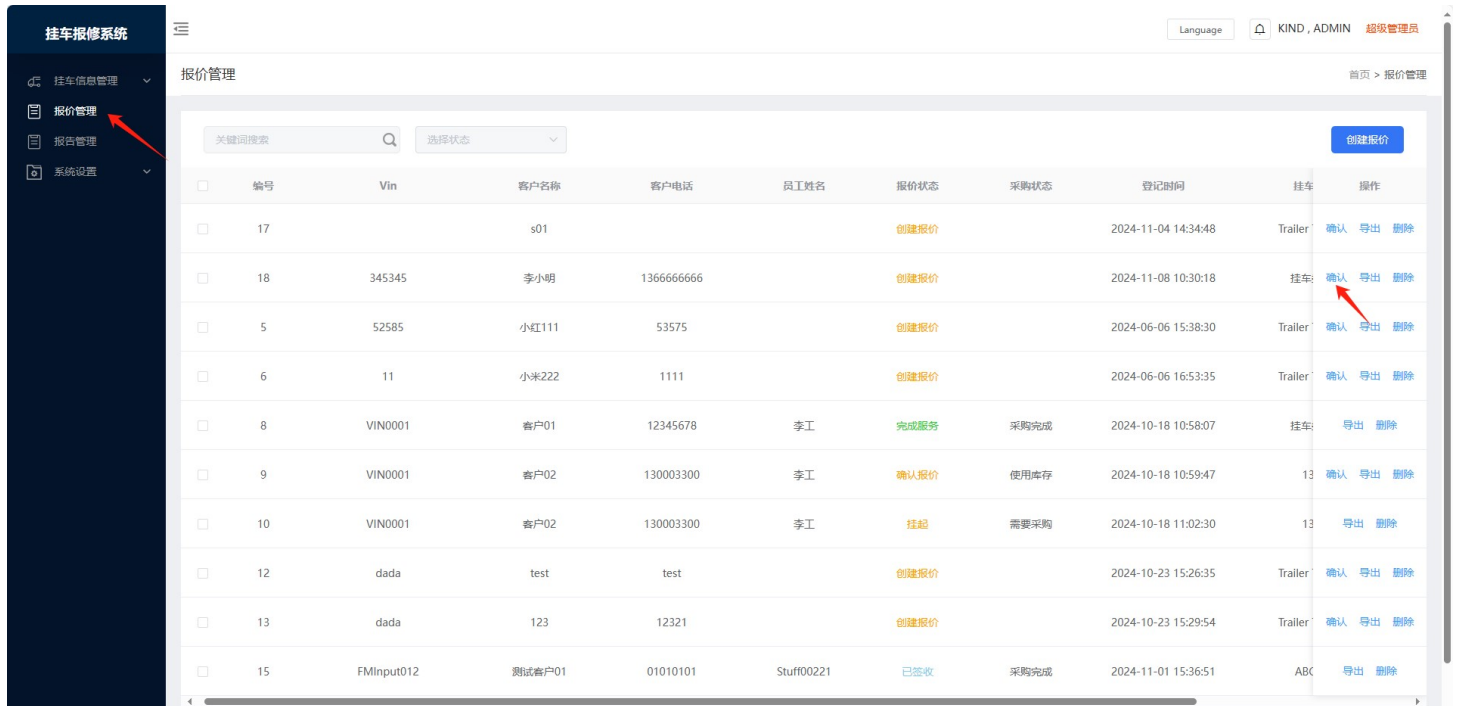 挂车报修系统
Language KIND , ADMIN 超级管理员
挂车信息管理
报价管理
报告管理
系统设置
报价管理 首页 > 报价管理
关键词搜索 选择状态 创建报价
编号 Vin 客户名称 客户电话 员工姓名 报价状态 采购状态 登记时间 挂车 操作
17 s01 创建报价 2024-11-04 14:34:48 Trailer 确认 导出 删除
18 345345 李小明 1366666666 创建报价 2024-11-08 10:30:18 挂车 确认 导出 删除
5 52585 小红111 53575 创建报价 2024-06-06 15:38:30 Trailer 确认 导出 删除
6 11 小米222 1111 创建报价 2024-06-06 16:53:35 Trailer 确认 导出 删除
8 VIN0001 客户01 12345678 李工 完成服务 采购完成 2024-10-18 10:58:07 挂车 导出 删除
9 VIN0001 客户02 130003300 李工 确认报价 使用库存 2024-10-18 10:59:47 13 确认 导出 删除
10 VIN0001 客户02 130003300 李工 挂起 需要采购 2024-10-18 11:02:30 13 导出 删除
12 dada test test 创建报价 2024-10-23 15:26:35 Trailer 确认 导出 删除
13 dada 123 12321 创建报价 2024-10-23 15:29:54 Trailer 确认 导出 删除
15 FMInput012 测试客户01 01010101 Stuff00221 已签收 采购完成 2024-11-01 15:36:51 ABC 导出 删除